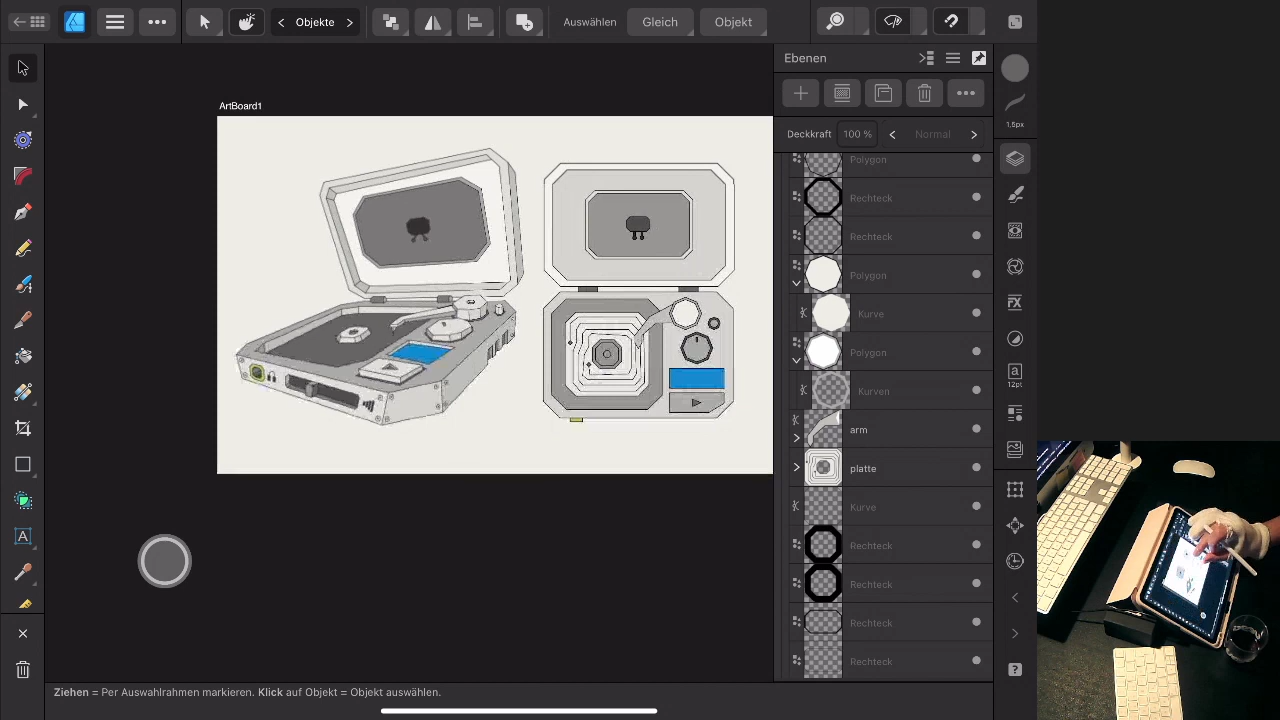 Objekte
Auswählen
Gleich
Objekt
Ebenen
ArtBoard1
Deckkraft
100 %
Normal
1,5px
Polygon
Rechteck
Rechteck
Polygon
Kurve
Polygon
Kurven
12pt
arm
platte
Kurve
Rechteck
Rechteck
Rechteck
Rechteck
Ziehen = Per Auswahlrahmen markieren. Klick auf Objekt = Objekt auswählen.